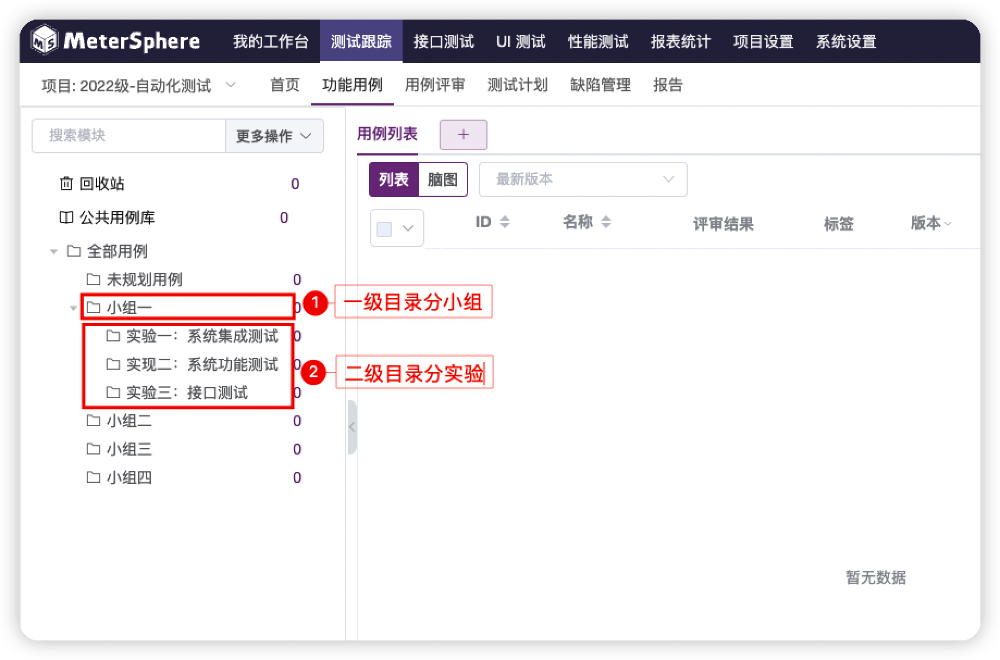 MeterSphere 我的工作台 测试跟踪 接口测试 UI 测试 性能测试 报表统计 项目设置 系统设置
项目: 2022级-自动化测试 首页 功能用例 用例评审 测试计划 缺陷管理 报告
搜索模块 更多操作
回收站 0
公共用例库 0
全部用例
未规划用例 0
小组一 0
实验一：系统集成测试 0
实现二：系统功能测试 0
实验三：接口测试 0
小组二 0
小组三 0
小组四 0
用例列表 +
列表 脑图 最新版本
ID 名称 评审结果 标签 版本
1 一级目录分小组
2 二级目录分实验
暂无数据